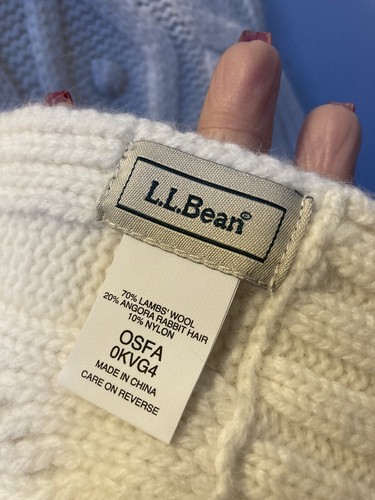 L.L.Bean®
70% LAMBS' WOOL
20% ANGORA RABBIT HAIR
10% NYLON
OSFA
0KVG4
MADE IN CHINA
CARE ON REVERSE